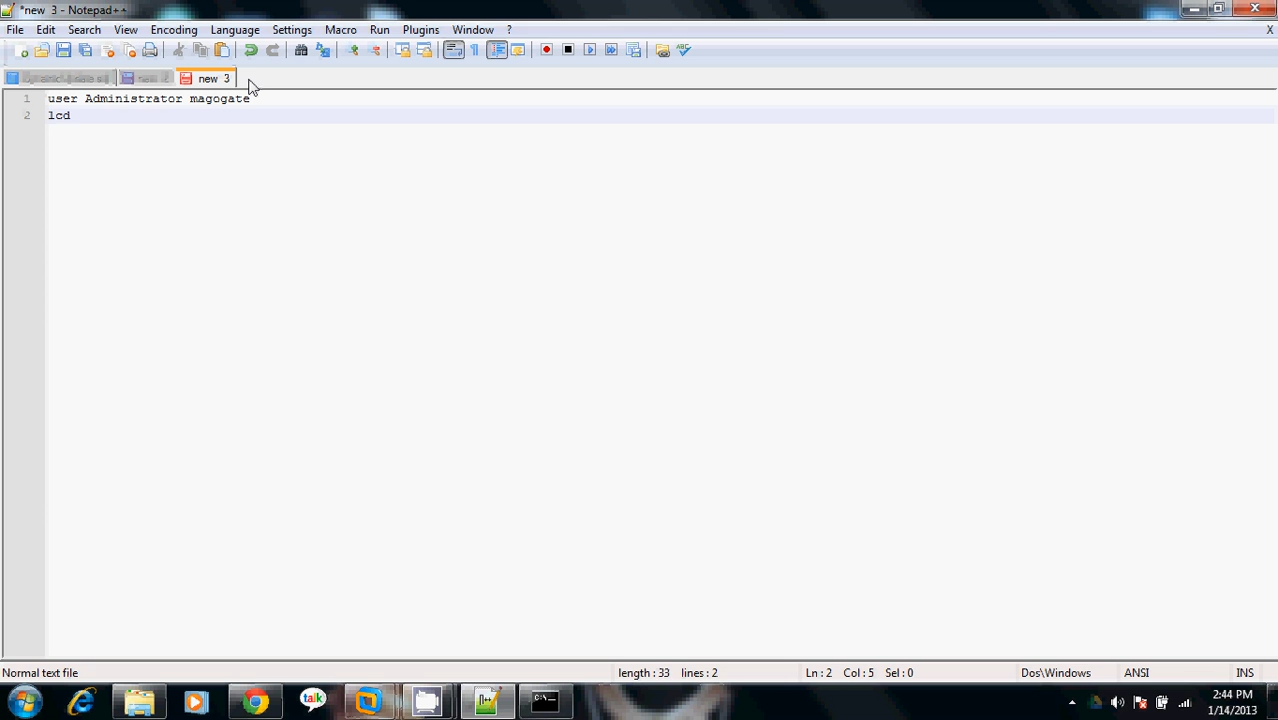 *new 3 - Notepad++
File Edit Search View Encoding Language Settings Macro Run Plugins Window ? X
new 3
1 user Administrator magogate
2 lcd
Normal text file length : 33 lines : 2 Ln : 2 Col : 5 Sel : 0 Dos\Windows ANSI INS
talk
C:\
2:44 PM
1/14/2013